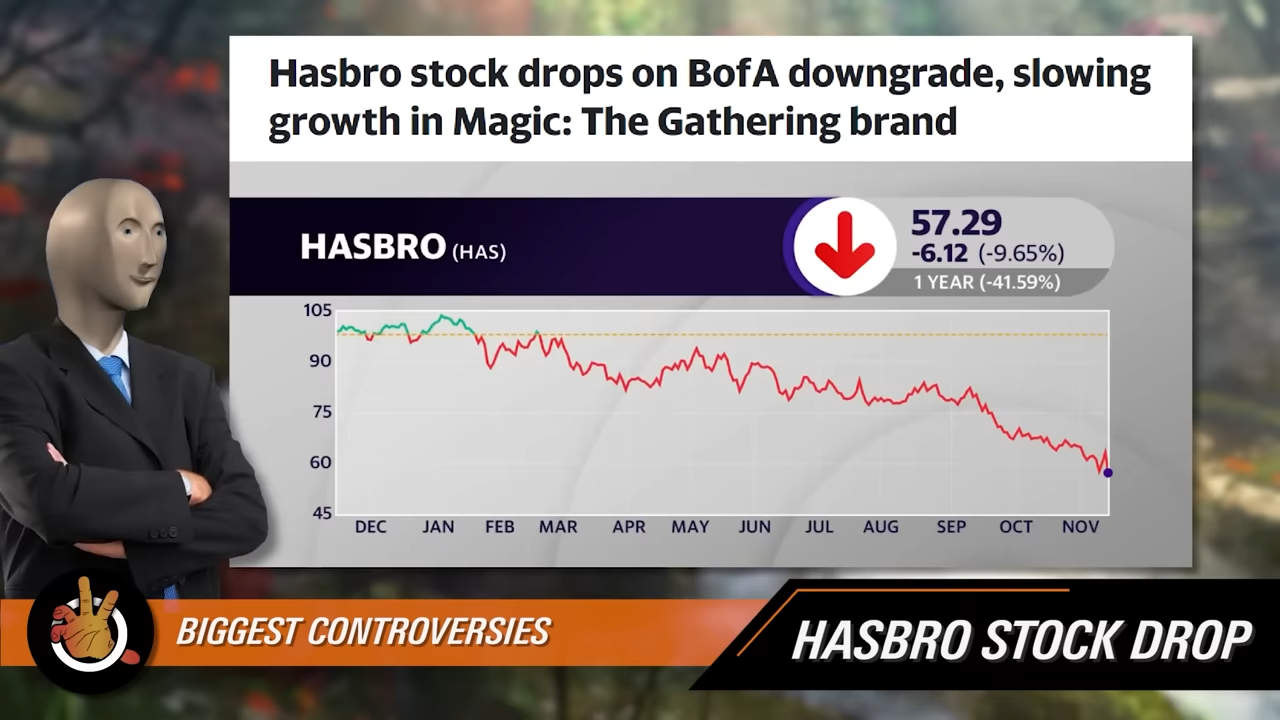 Hasbro stock drops on BofA downgrade, slowing
growth in Magic: The Gathering brand
HASBRO (HAS)
57.29
-6.12 (-9.65%)
1 YEAR (-41.59%)
105
90
75
60
45
DEC JAN FEB MAR APR MAY JUN JUL AUG SEP OCT NOV
BIGGEST CONTROVERSIES
HASBRO STOCK DROP